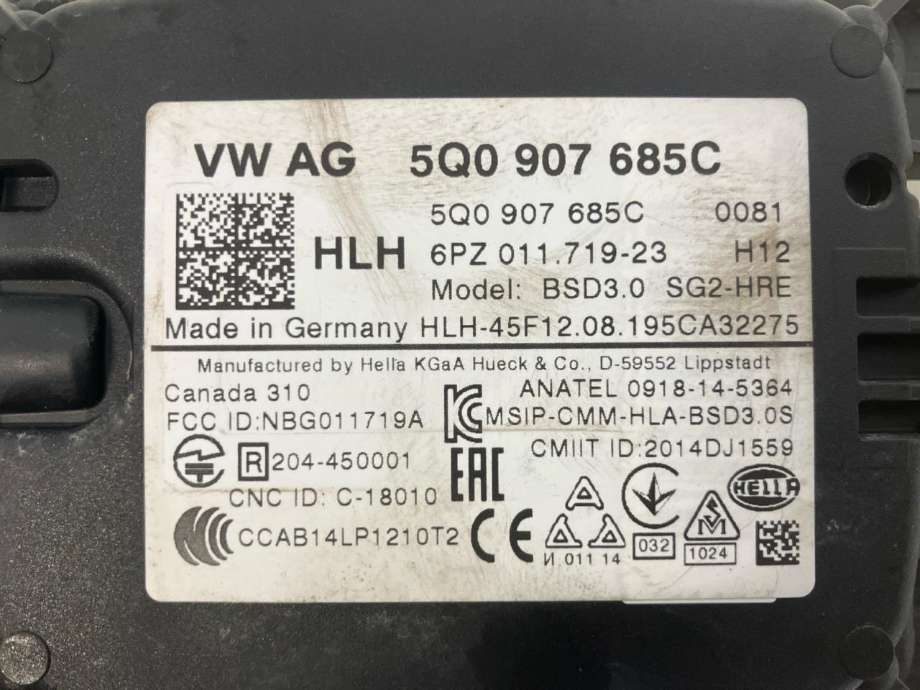 VW AG 5Q0 907 685C
5Q0 907 685C 0081
HLH 6PZ 011.719-23 H12
Model: BSD3.0 SG2-HRE
Made in Germany HLH-45F12.08.195CA32275
Manufactured by Hella KGaA Hueck & Co., D-59552 Lippstadt
Canada 310 ANATEL 0918-14-5364
FCC ID:NBG011719A MSIP-CMM-HLA-BSD3.0S
R 204-450001 EAC CMIIT ID:2014DJ1559
CNC ID: C-18010 HELLA
CCAB14LP1210T2 CE И.011 14 032 1024